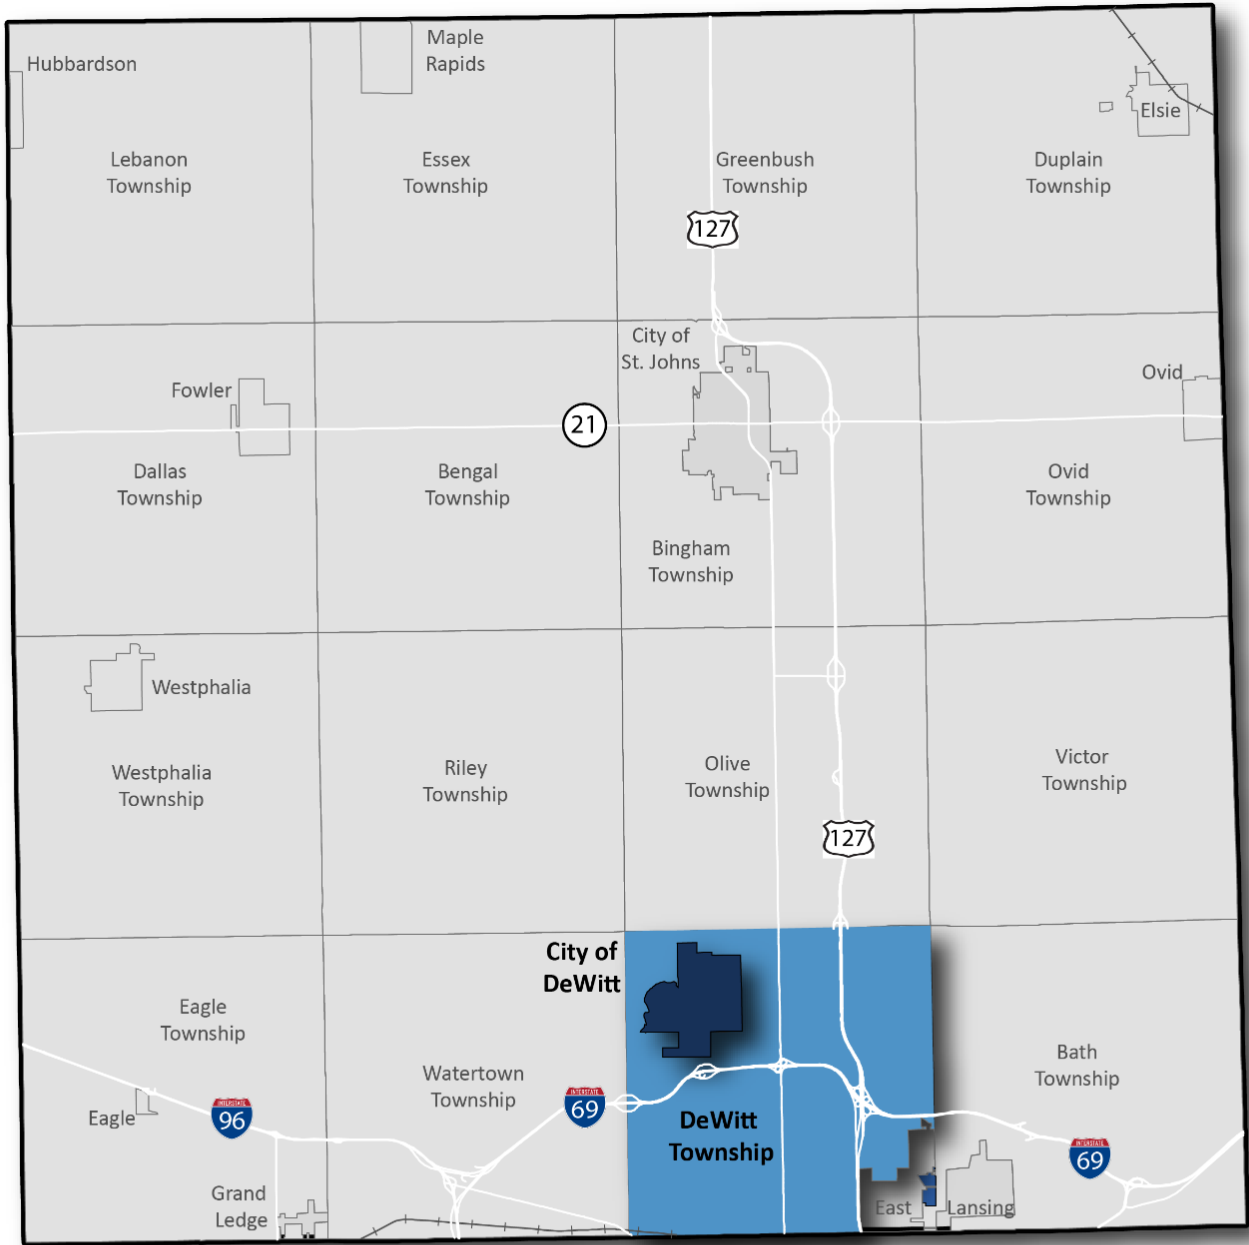 Hubbardson
Maple
Rapids
Elsie
Lebanon
Township
Essex
Township
Greenbush
Township
Duplain
Township
127
City of
St. Johns
Fowler
Ovid
21
Dallas
Township
Bengal
Township
Ovid
Township
Bingham
Township
Westphalia
Westphalia
Township
Riley
Township
Olive
Township
Victor
Township
127
City of
DeWitt
Eagle
Township
Watertown
Township
Bath
Township
Eagle
INTERSTATE
96
INTERSTATE
69
DeWitt
Township
INTERSTATE
69
Grand
Ledge
East Lansing